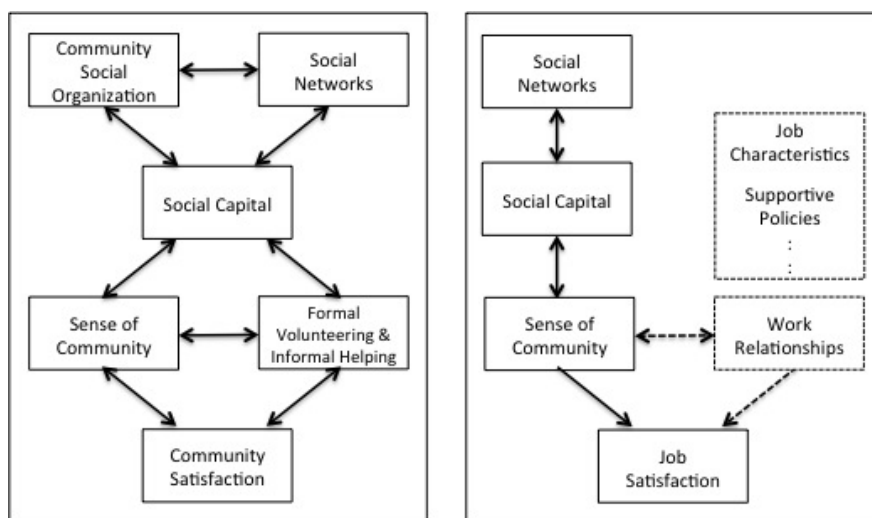 Community
Social
Organization
Social
Networks
Social Capital
Sense of
Community
Formal
Volunteering &
Informal Helping
Community
Satisfaction
Social
Networks
Job
Characteristics
Supportive
Policies
:
:
Social Capital
Sense of
Community
Work
Relationships
Job
Satisfaction